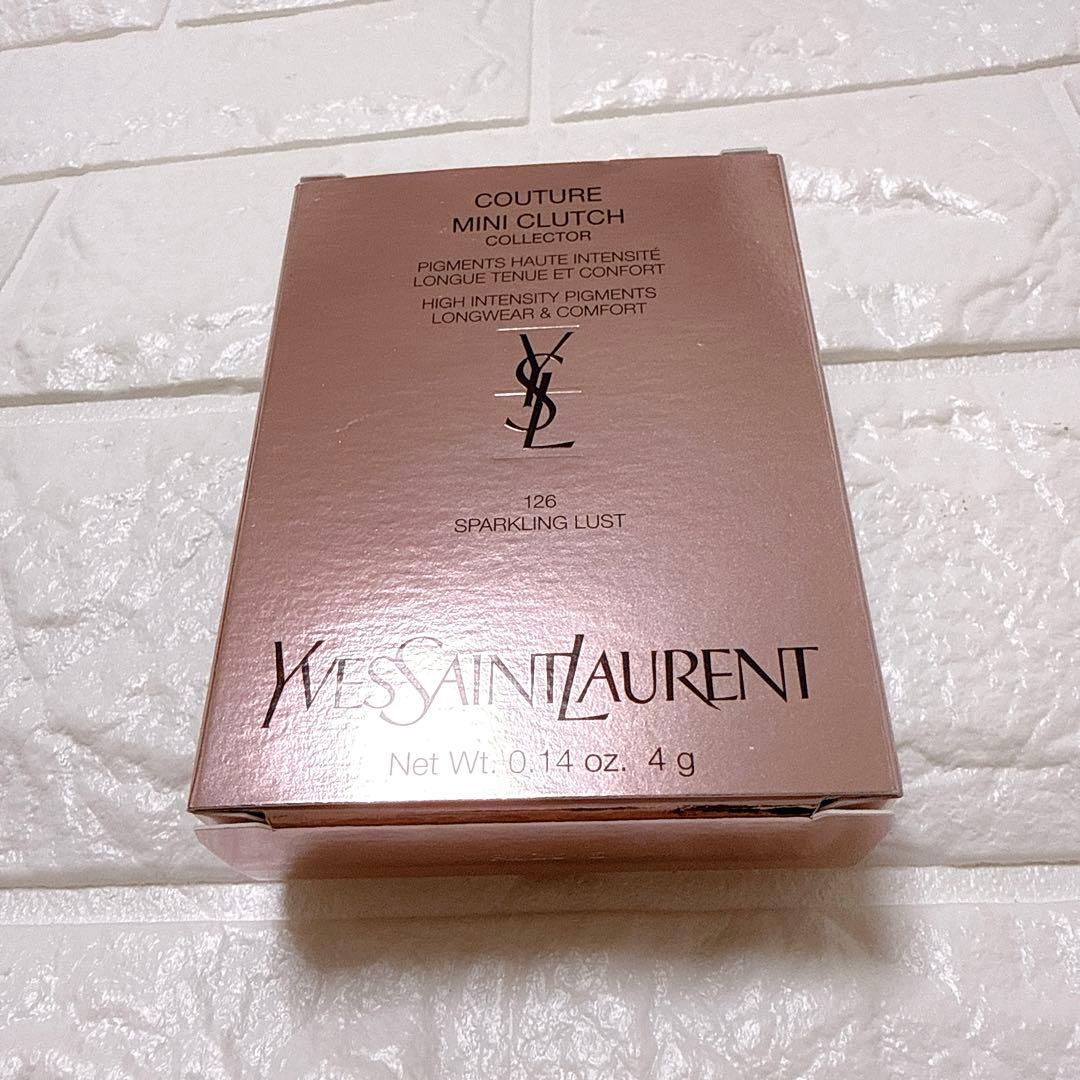 COUTURE
MINI CLUTCH
COLLECTOR
PIGMENTS HAUTE INTENSITÉ
LONGUE TENUE ET CONFORT
HIGH INTENSITY PIGMENTS
LONGWEAR & COMFORT
YSL
126
SPARKLING LUST
YVESSAINTLAURENT
Net Wt. 0.14 oz. 4 g